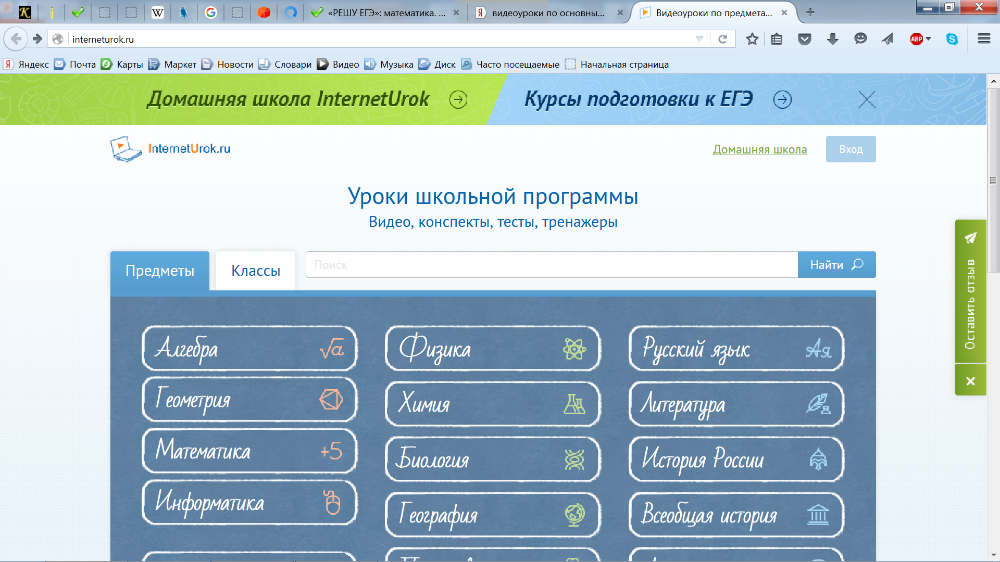 «РЕШУ ЕГЭ»: математика. ...
видеоуроки по основны...
Видеоуроки по предмета...
interneturok.ru
ABP
Яндекс
Почта
Карты
Маркет
Новости
Словари
Видео
Музыка
Диск
Часто посещаемые
Начальная страница
Домашняя школа InternetUrok
Курсы подготовки к ЕГЭ
InternetUrok.ru
Домашняя школа
Вход
Уроки школьной программы
Видео, конспекты, тесты, тренажеры
Предметы
Классы
Поиск
Найти
Оставить отзыв
Алгебра √a
Физика
Русский язык Ая
Геометрия
Химия
Литература
Математика +5
Биология
История России
Информатика
География
Всеобщая история